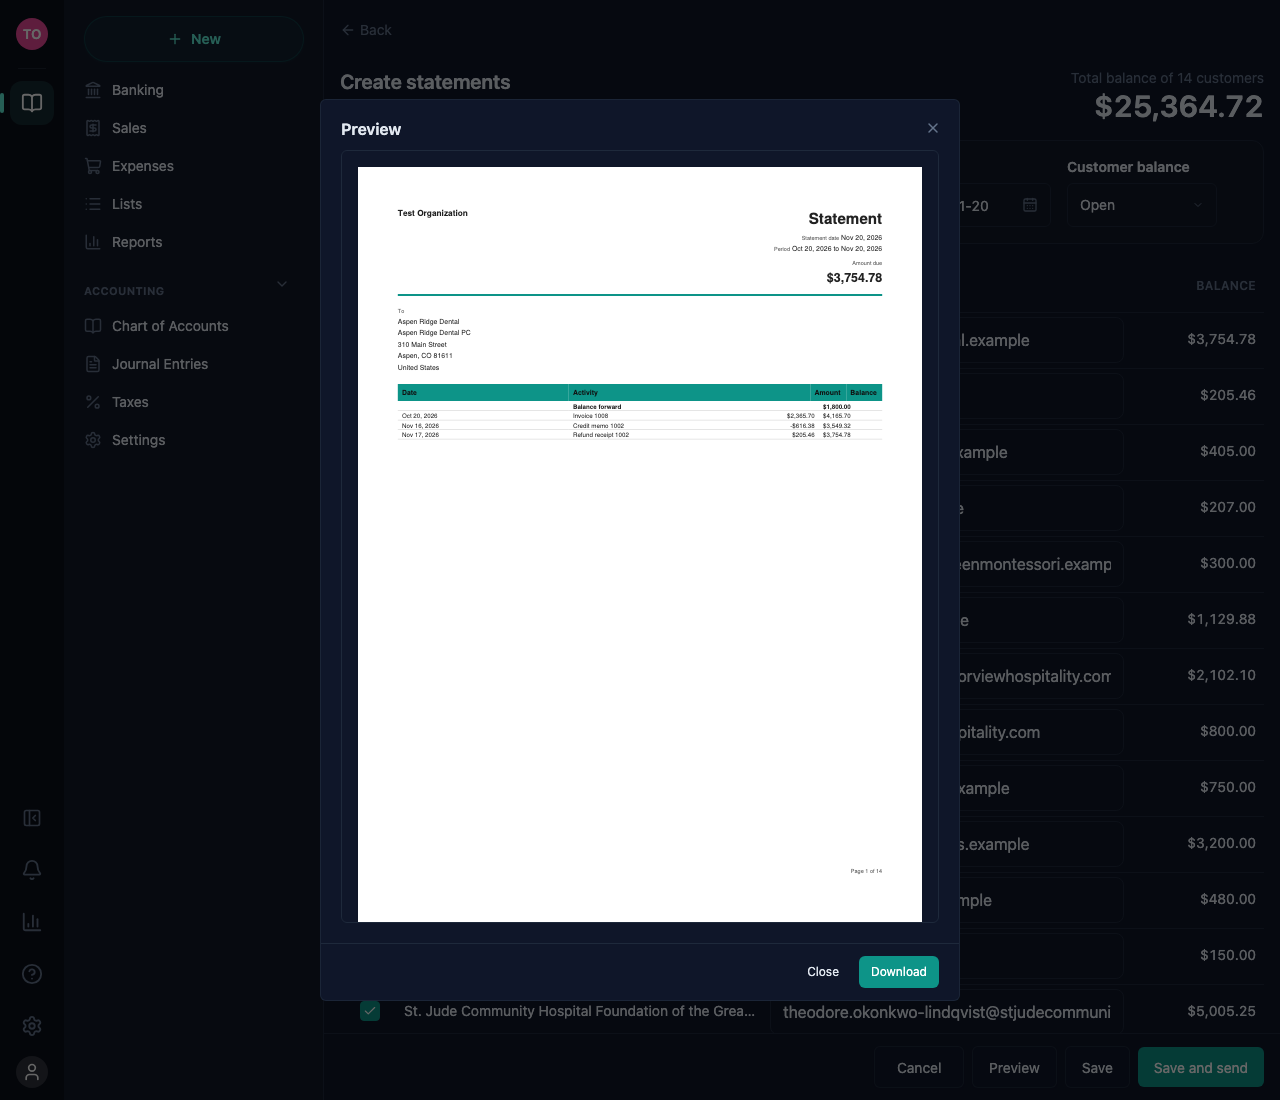 TO
New
Banking
Sales
Expenses
Lists
Reports
ACCOUNTING
Chart of Accounts
Journal Entries
Taxes
Settings
Back
Create statements
Total balance of 14 customers
$25,364.72
1-20
Customer balance
Open
BALANCE
l.example $3,754.78
$205.46
xample $405.00
e $207.00
eenmontessori.examp $300.00
e $1,129.88
orviewhospitality.com $2,102.10
pitality.com $800.00
xample $750.00
s.example $3,200.00
mple $480.00
$150.00
St. Jude Community Hospital Foundation of the Grea... theodore.okonkwo-lindqvist@stjudecommuni $5,005.25
Cancel Preview Save Save and send
Preview
Test Organization
Statement
Statement date Nov 20, 2026
Period Oct 20, 2026 to Nov 20, 2026
Amount due
$3,754.78
To
Aspen Ridge Dental
Aspen Ridge Dental PC
310 Main Street
Aspen, CO 81611
United States
Date Activity Amount Balance
Balance forward $1,800.00
Oct 20, 2026 Invoice 1008 $2,365.70 $4,165.70
Nov 16, 2026 Credit memo 1002 -$616.38 $3,549.32
Nov 17, 2026 Refund receipt 1002 $205.46 $3,754.78
Page 1 of 14
Close Download